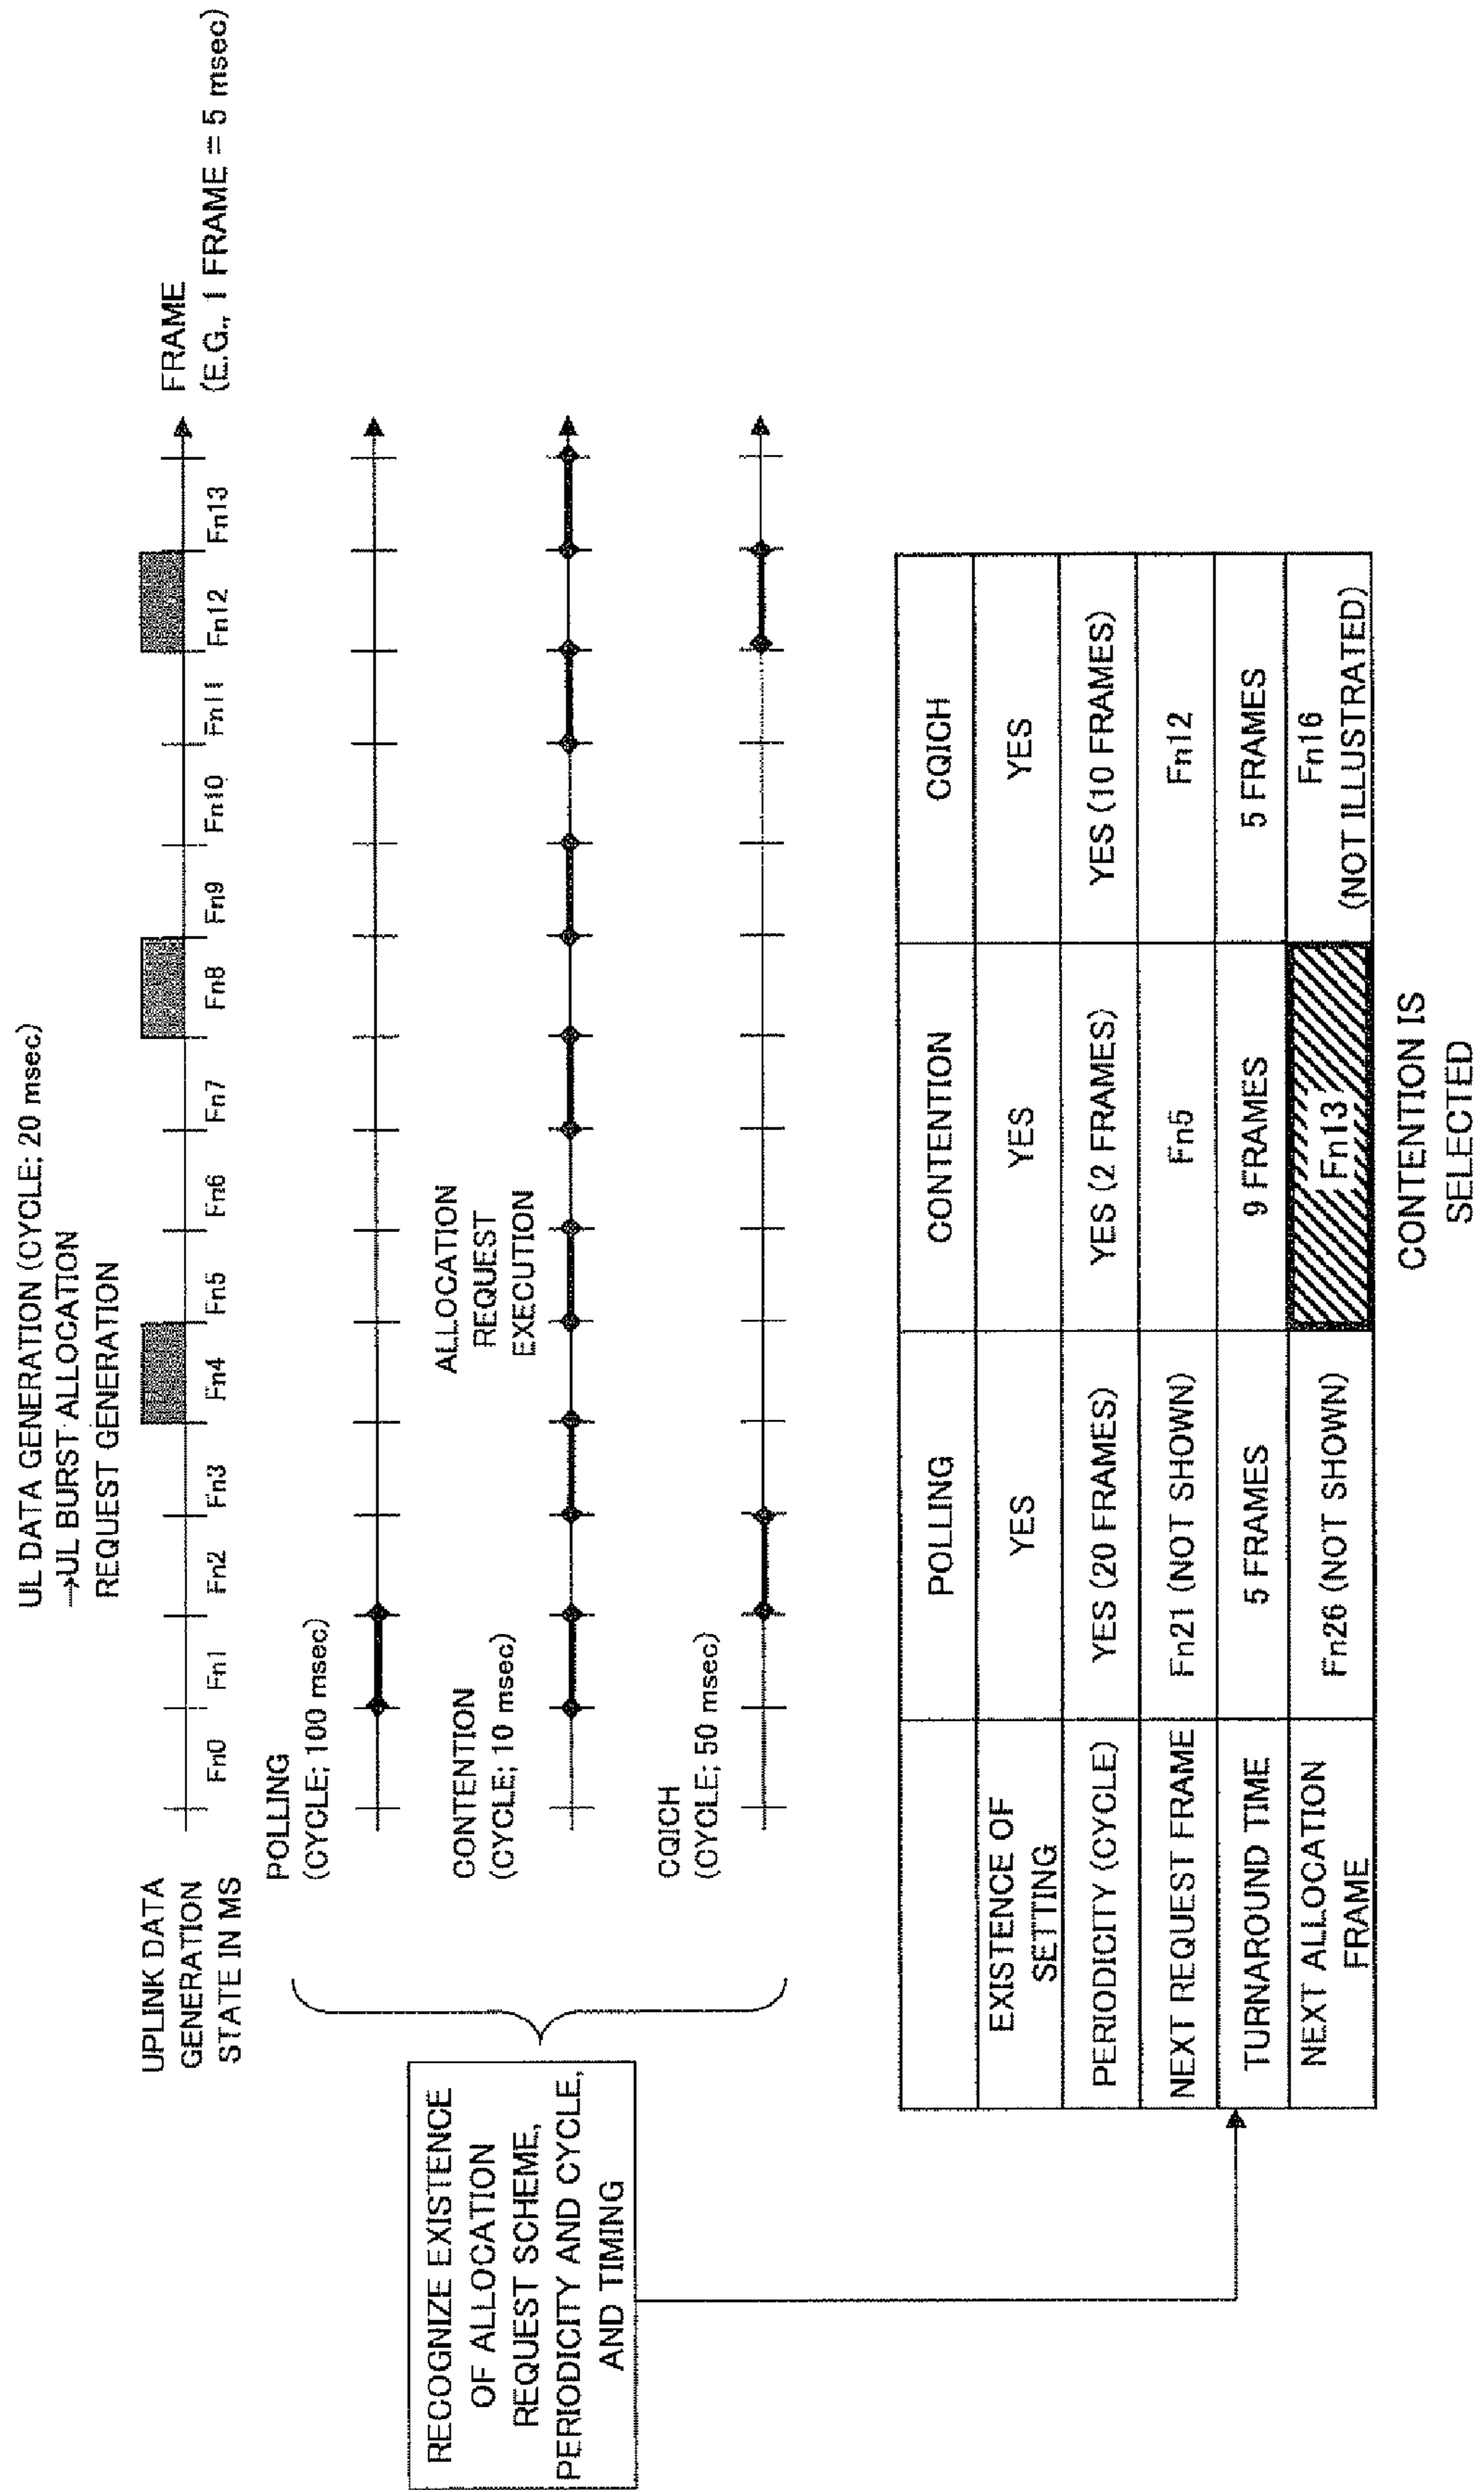 UL DATA GENERATION (CYCLE; 20 msec)
→UL BURST ALLOCATION
REQUEST GENERATION
UPLINK DATA
GENERATION
STATE IN MS
Fn0 Fn1 Fn2 Fn3 Fn4 Fn5 Fn6 Fn7 Fn8 Fn9 Fn10 Fn11 Fn12 Fn13
FRAME
(E.G., 1 FRAME = 5 msec)
POLLING
(CYCLE; 100 msec)
CONTENTION
(CYCLE; 10 msec)
ALLOCATION
REQUEST
EXECUTION
CQICH
(CYCLE; 50 msec)
RECOGNIZE EXISTENCE
OF ALLOCATION
REQUEST SCHEME,
PERIODICITY AND CYCLE,
AND TIMING
POLLING CONTENTION CQICH
EXISTENCE OF
SETTING
YES YES YES
PERIODICITY (CYCLE) YES (20 FRAMES) YES (2 FRAMES) YES (10 FRAMES)
NEXT REQUEST FRAME Fn21 (NOT SHOWN) Fn5 Fn12
TURNAROUND TIME 5 FRAMES 9 FRAMES 5 FRAMES
NEXT ALLOCATION
FRAME
Fn26 (NOT SHOWN) Fn13 Fn16
(NOT ILLUSTRATED)
CONTENTION IS
SELECTED